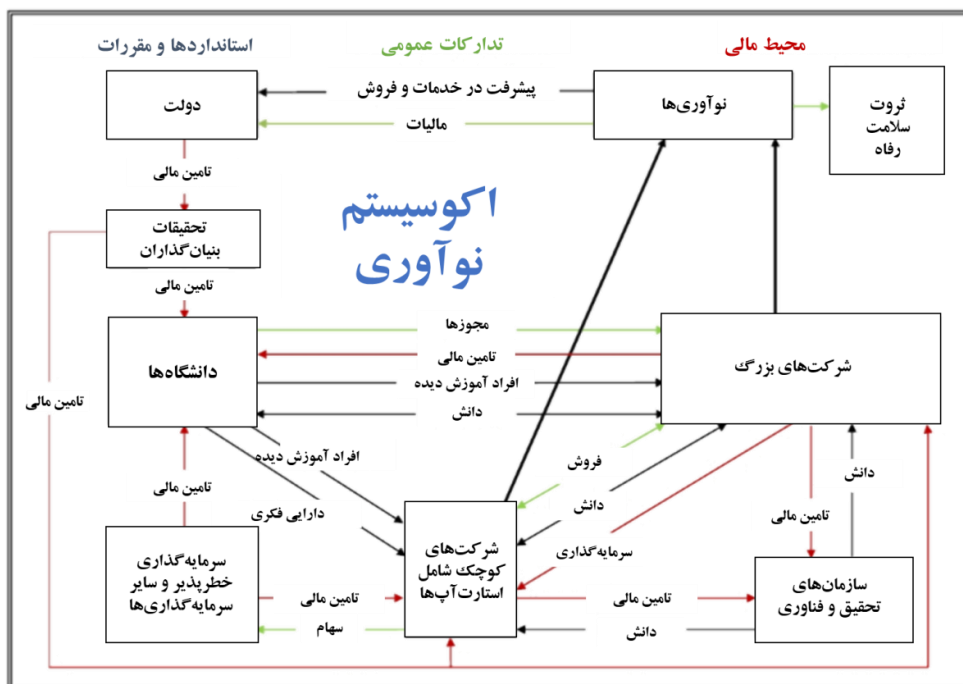 محیط مالی
تدارکات عمومی
استانداردها و مقررات
ثروت
سلامت
رفاه
نوآوری‌ها
پیشرفت در خدمات و فروش
مالیات
دولت
تامین مالی
اکوسیستم
نوآوری
تحقیقات
بنیان‌گذاران
تامین مالی
شرکت‌های بزرگ
مجوزها
تامین مالی
افراد آموزش دیده
دانش
دانشگاه‌ها
تامین مالی
دانش
تامین مالی
فروش
دانش
سرمایه‌گذاری
افراد آموزش دیده
دارایی فکری
تامین مالی
سازمان‌های
تحقیق و فناوری
تامین مالی
دانش
شرکت‌های
کوچک شامل
استارت‌آپ‌ها
تامین مالی
سهام
سرمایه‌گذاری
خطرپذیر و سایر
سرمایه‌گذاری‌ها